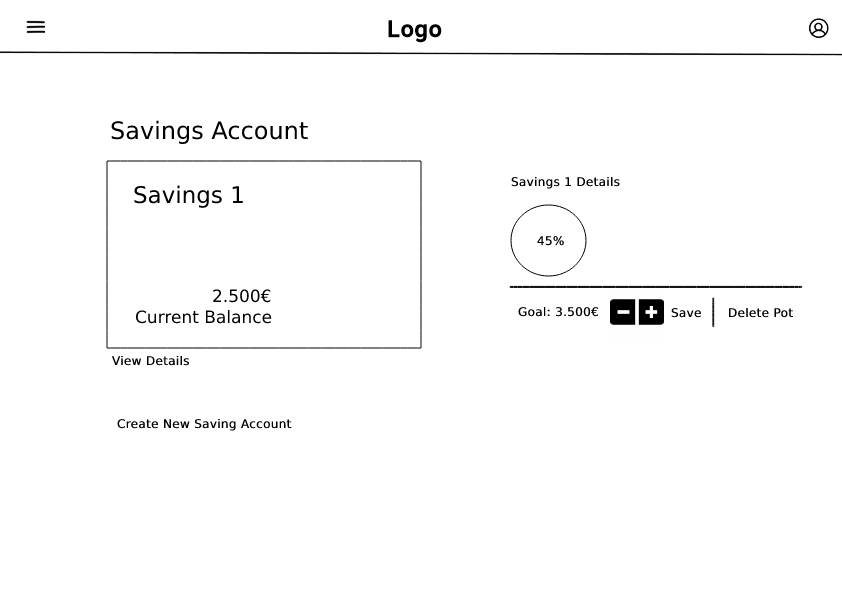 Logo
Savings Account
Savings 1
2.500€
Current Balance
View Details
Create New Saving Account
Savings 1 Details
45%
Goal: 3.500€ − + Save Delete Pot